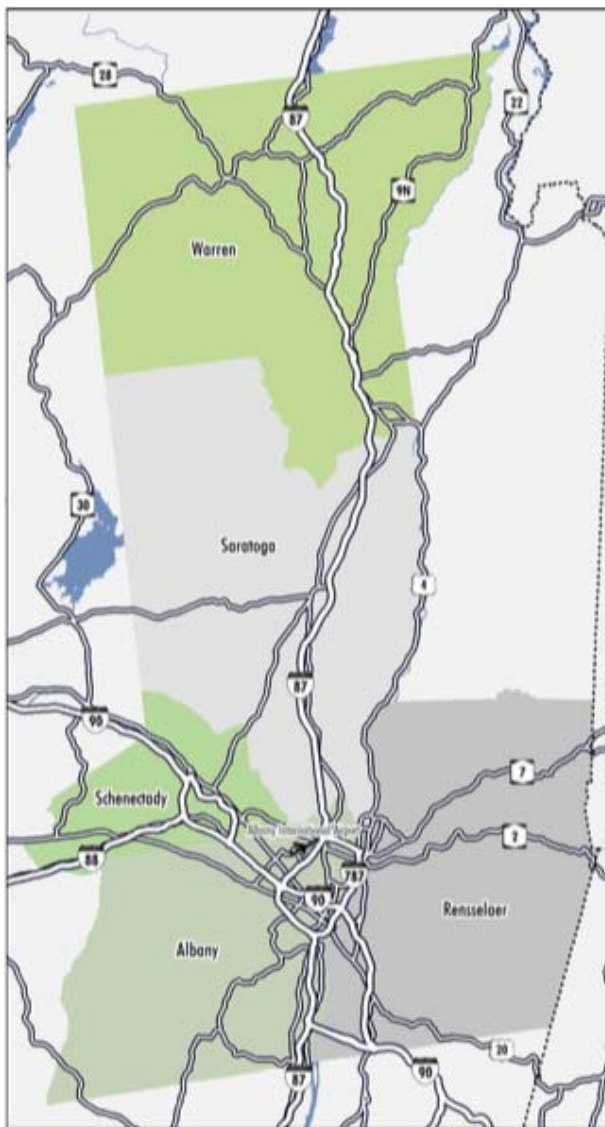 28
87
22
9N
Warren
30
Saratoga
4
87
90
7
Schenectady
Albany International Airport
2
88
787
90
Rensselaer
Albany
20
87
90